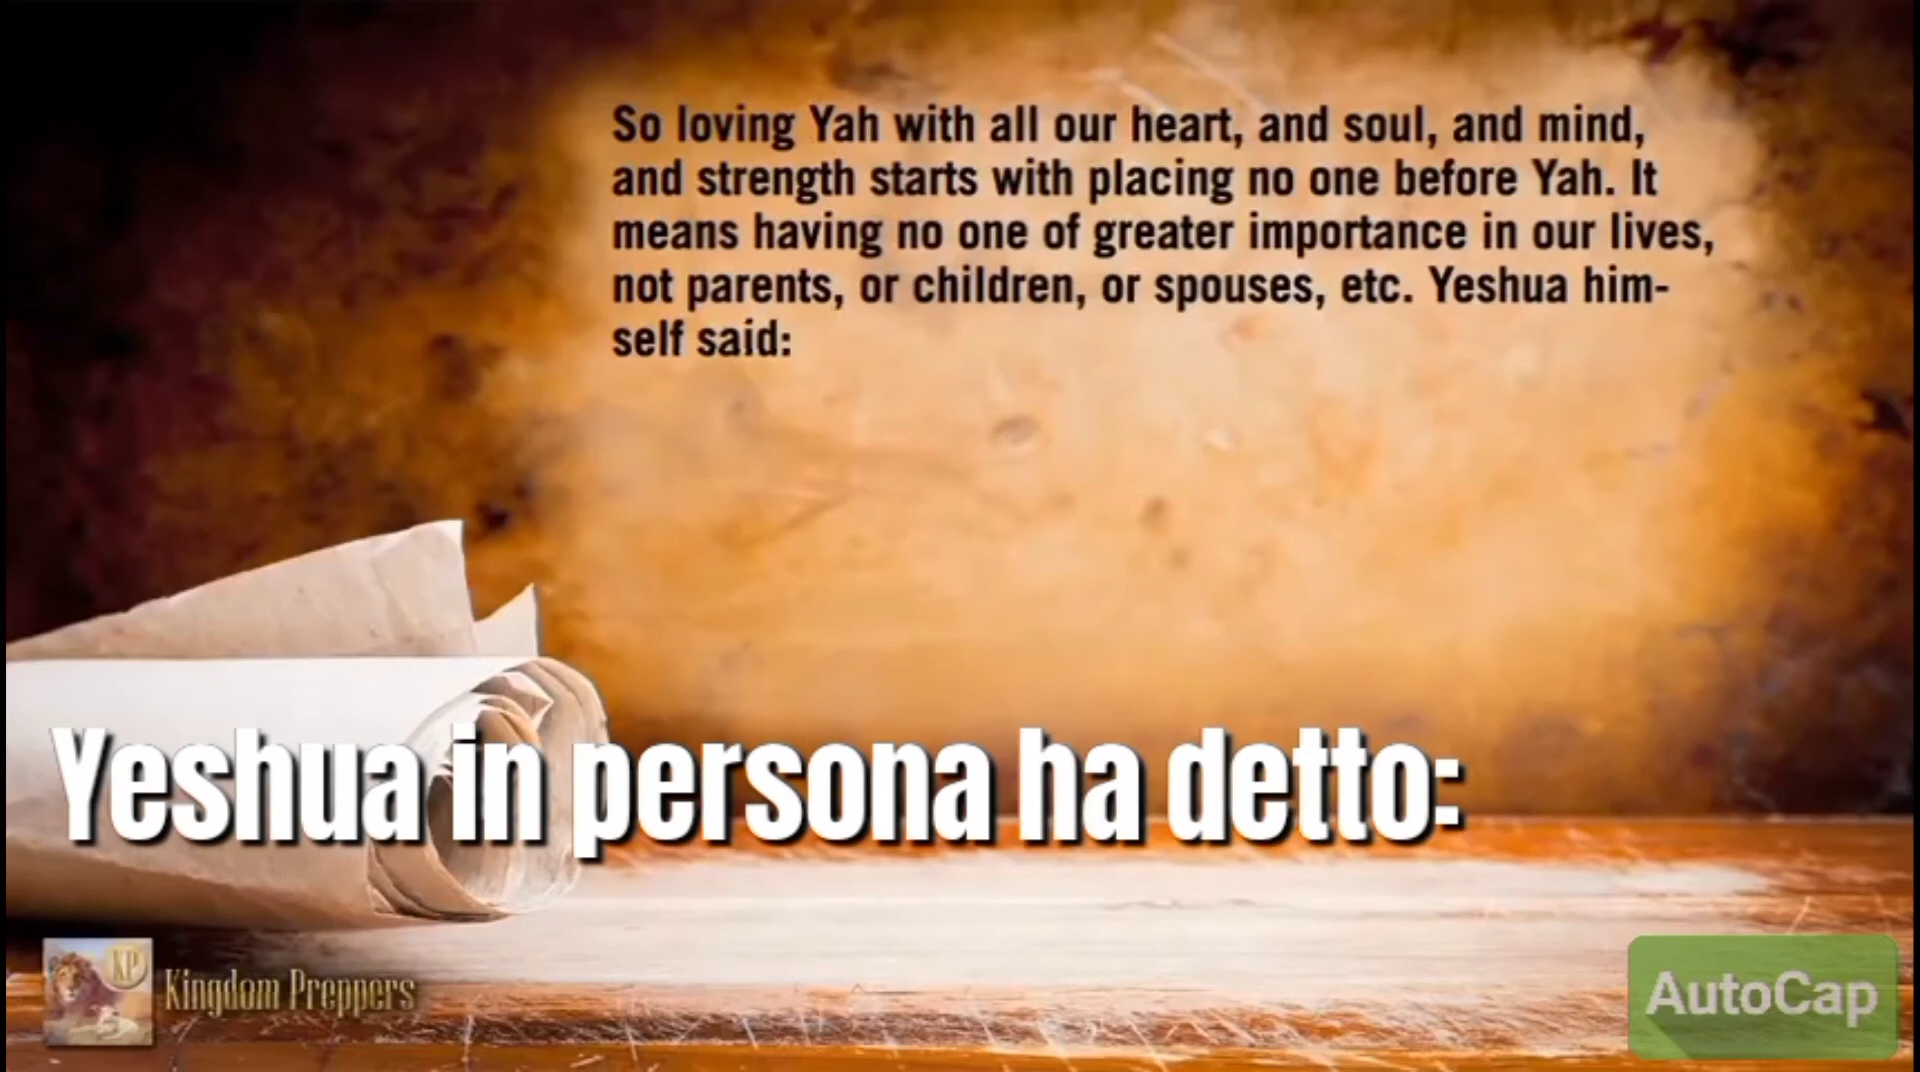 So loving Yah with all our heart, and soul, and mind,
and strength starts with placing no one before Yah. It
means having no one of greater importance in our lives,
not parents, or children, or spouses, etc. Yeshua him-
self said:
Yeshua in persona ha detto:
KP
Kingdom Preppers
AutoCap